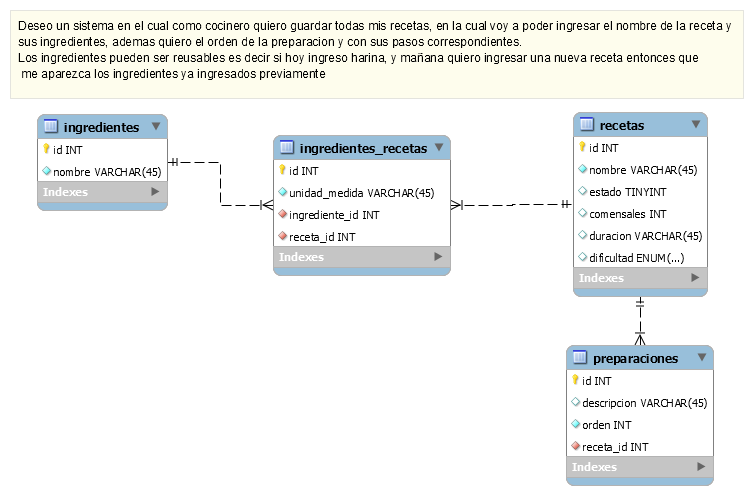 Deseo un sistema en el cual como cocinero quiero guardar todas mis recetas, en la cual voy a poder ingresar el nombre de la receta y
sus ingredientes, ademas quiero el orden de la preparacion y con sus pasos correspondientes.
Los ingredientes pueden ser reusables es decir si hoy ingreso harina, y mañana quiero ingresar una nueva receta entonces que
me aparezca los ingredientes ya ingresados previamente
ingredientes
id INT
nombre VARCHAR(45)
Indexes
ingredientes_recetas
id INT
unidad_medida VARCHAR(45)
ingrediente_id INT
receta_id INT
Indexes
recetas
id INT
nombre VARCHAR(45)
estado TINYINT
comensales INT
duracion VARCHAR(45)
dificultad ENUM(...)
Indexes
preparaciones
id INT
descripcion VARCHAR(45)
orden INT
receta_id INT
Indexes